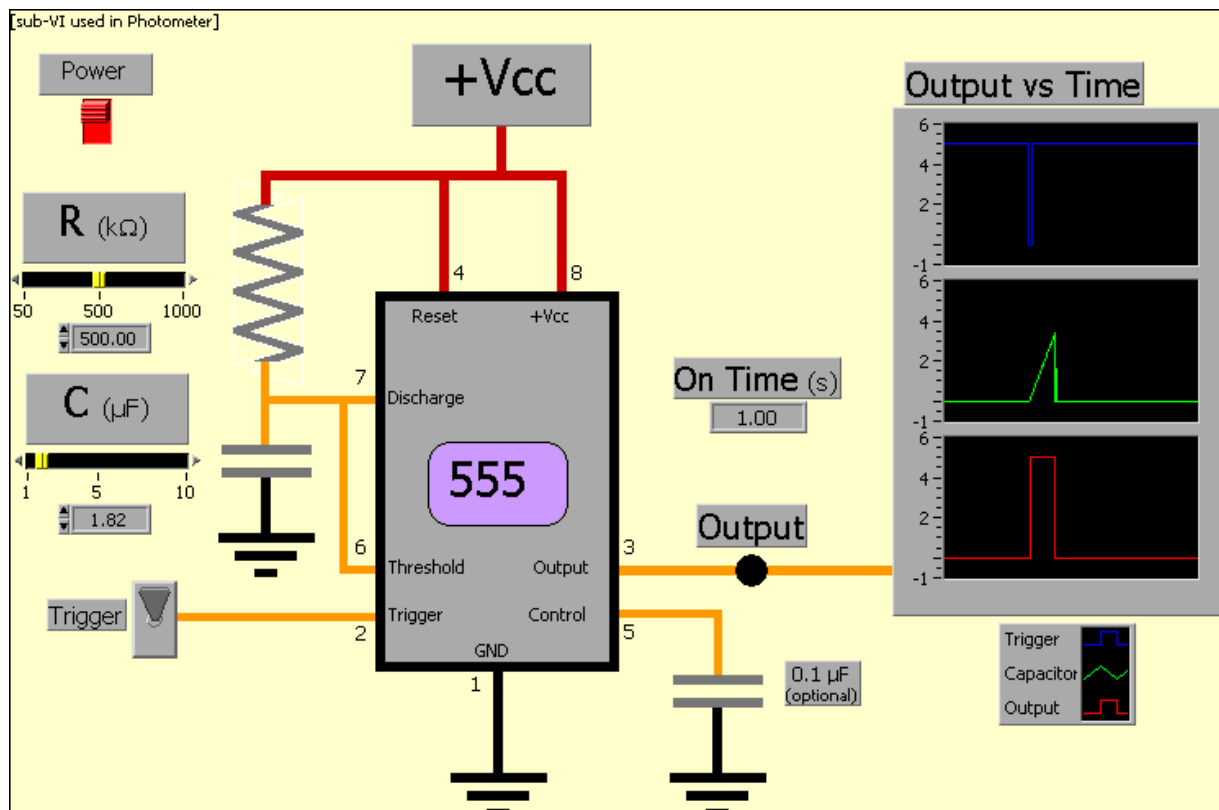 [sub-VI used in Photometer]
Power
+Vcc
Output vs Time
R (kΩ)
50 500 1000
500.00
C (µF)
1 5 10
1.82
Trigger
4 8
Reset +Vcc
7
Discharge
555
6
Threshold Output
3
Trigger Control
2 5
GND
1
On Time (s)
1.00
Output
0.1 µF
(optional)
6
4
2
-1
6
4
2
-1
6
4
2
-1
Trigger
Capacitor
Output